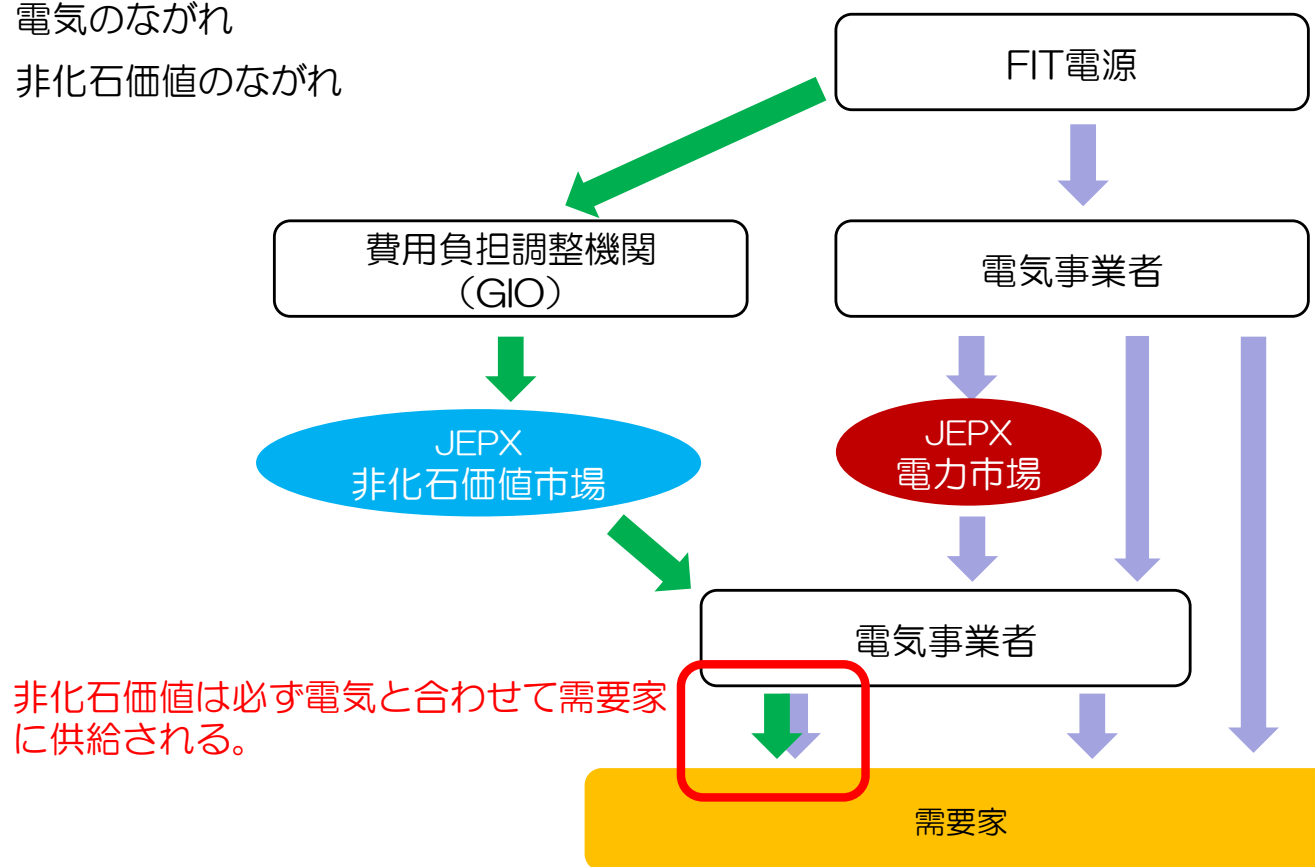 電気のながれ
非化石価値のながれ
FIT電源
費用負担調整機関
（GIO）
電気事業者
JEPX
非化石価値市場
JEPX
電力市場
電気事業者
非化石価値は必ず電気と合わせて需要家
に供給される。
需要家